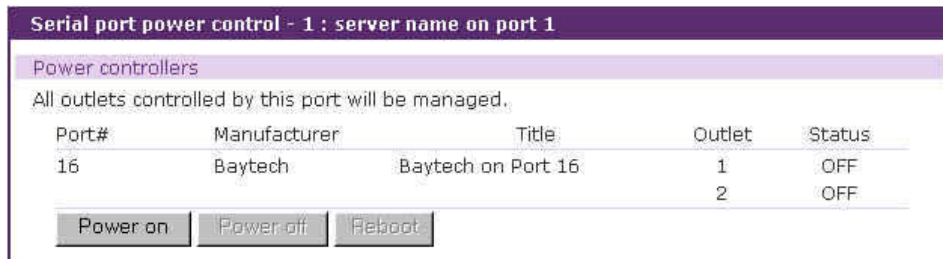 Serial port power control - 1 : server name on port 1
Power controllers
All outlets controlled by this port will be managed.
Port# Manufacturer Title Outlet Status
16 Baytech Baytech on Port 16 1 OFF
2 OFF
Power on Power off Reboot